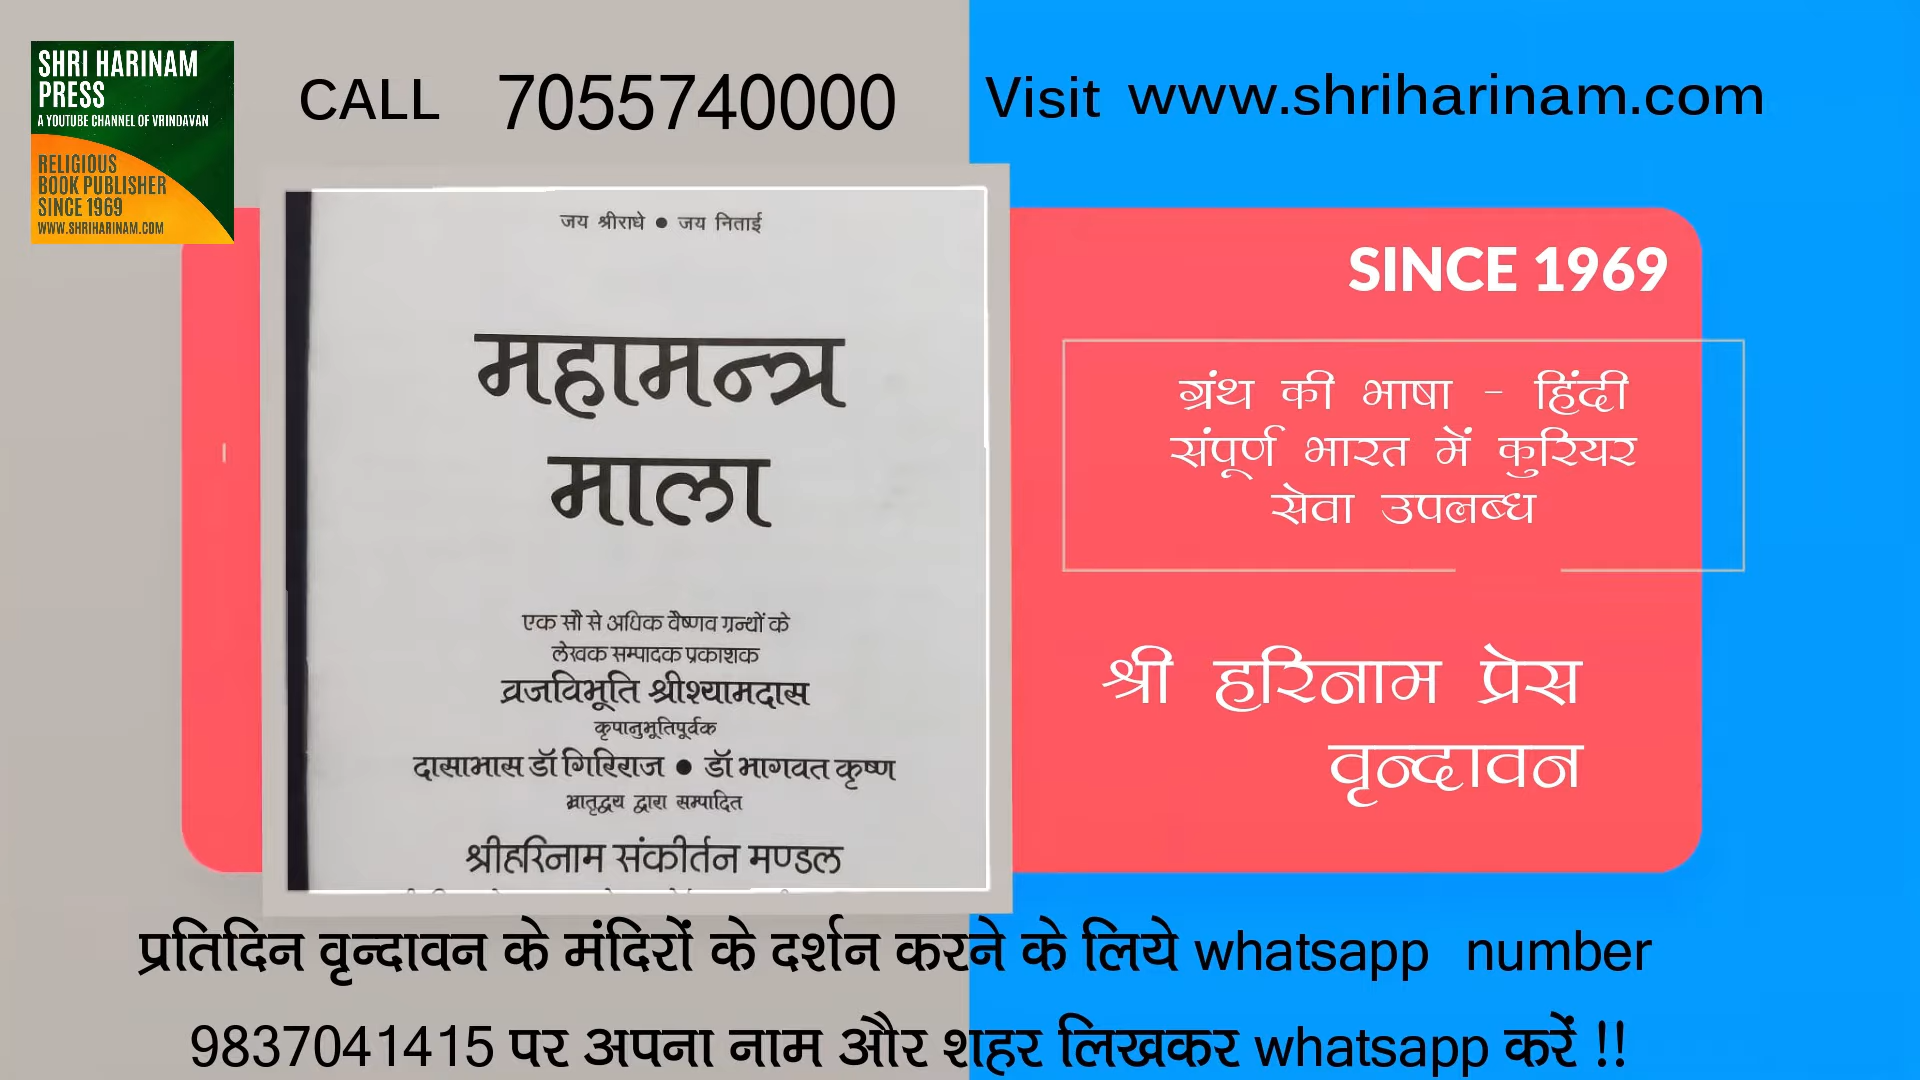 SHRI HARINAM
PRESS
A YOUTUBE CHANNEL OF VRINDAVAN
RELIGIOUS
BOOK PUBLISHER
SINCE 1969
WWW.SHRIHARINAM.COM
CALL 7055740000
Visit www.shriharinam.com
जय श्रीराधे ● जय निताई
महामन्त्र
माला
एक सौ से अधिक वैष्णव ग्रन्थों के
लेखक सम्पादक प्रकाशक
व्रजविभूति श्रीश्यामदास
कृपानुभूतिपूर्वक
दासाभास डॉ गिरिराज ● डॉ भागवत कृष्ण
भ्रातृद्वय द्वारा सम्पादित
श्रीहरिनाम संकीर्तन मण्डल
SINCE 1969
ग्रंथ की भाषा - हिंदी
संपूर्ण भारत में कुरियर
सेवा उपलब्ध
श्री हरिनाम प्रेस
वृन्दावन
प्रतिदिन वृन्दावन के मंदिरों के दर्शन करने के लिये whatsapp number
9837041415 पर अपना नाम और शहर लिखकर whatsapp करें !!